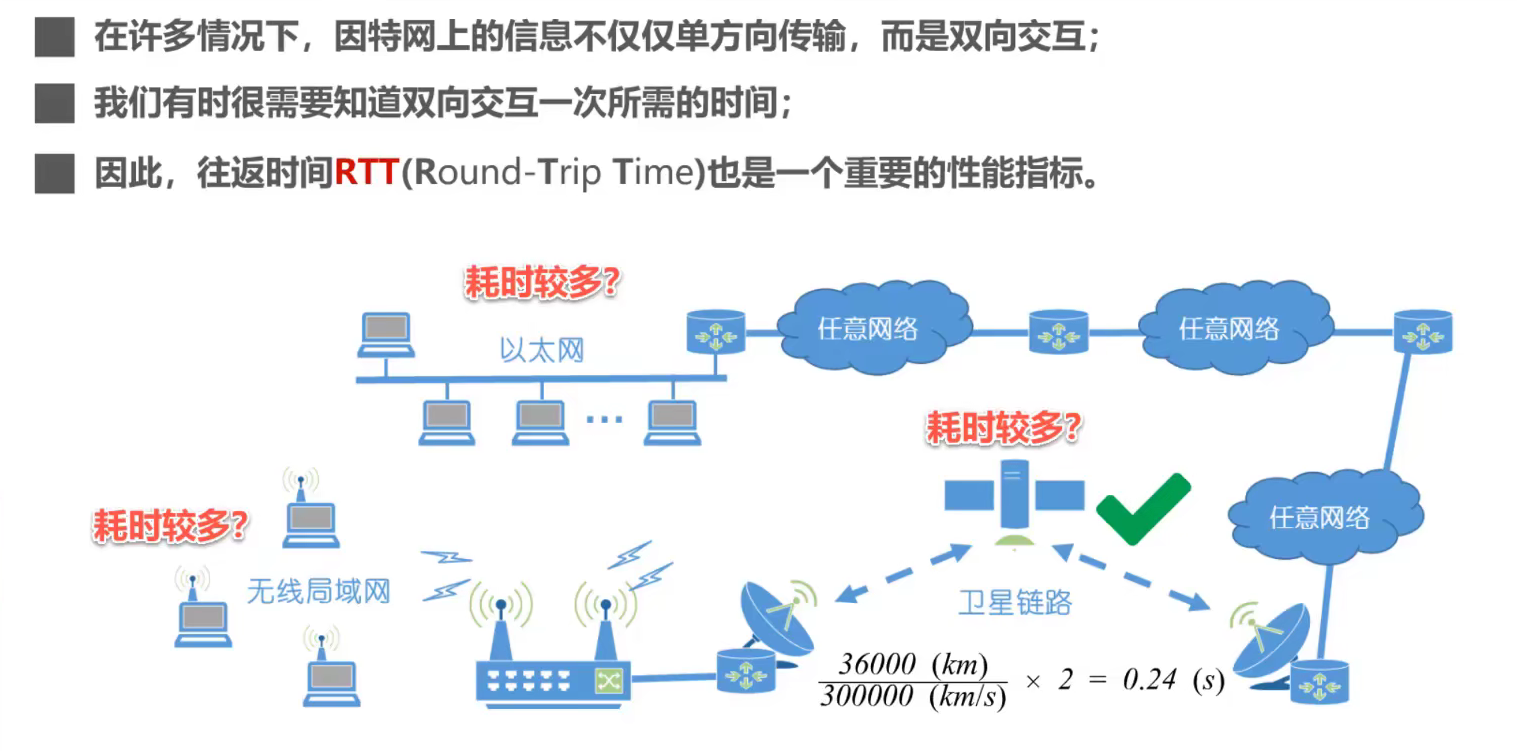 在许多情况下，因特网上的信息不仅仅单方向传输，而是双向交互；
我们有时很需要知道双向交互一次所需的时间；
因此，往返时间RTT(Round-Trip Time)也是一个重要的性能指标。
耗时较多？
以太网
任意网络
任意网络
耗时较多？
耗时较多？
任意网络
无线局域网
卫星链路
36000 (km)
300000 (km/s)
× 2 = 0.24 (s)